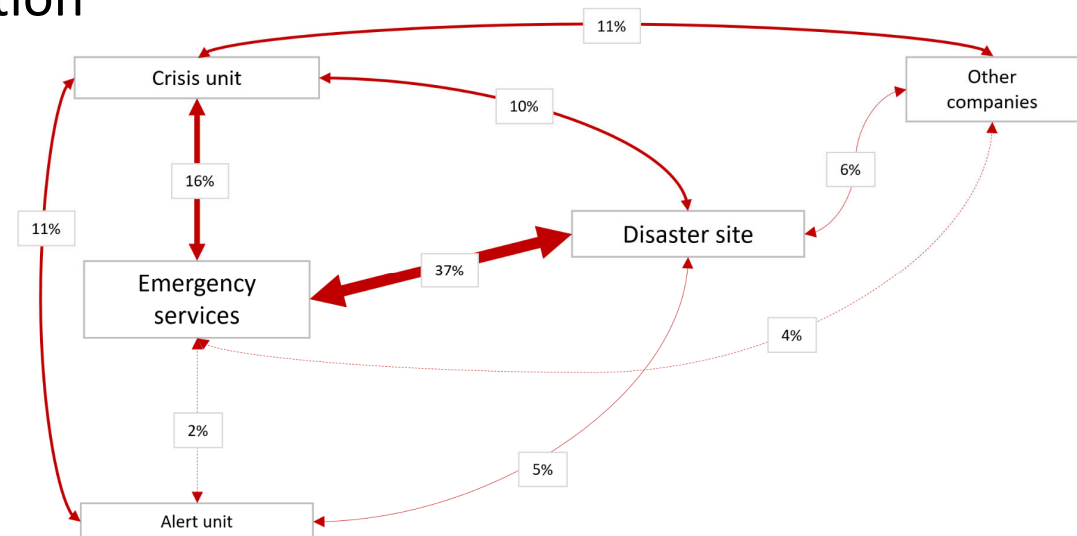 11%
Crisis unit
Other
companies
10%
6%
16%
11%
Disaster site
37%
Emergency
services
4%
2%
5%
Alert unit